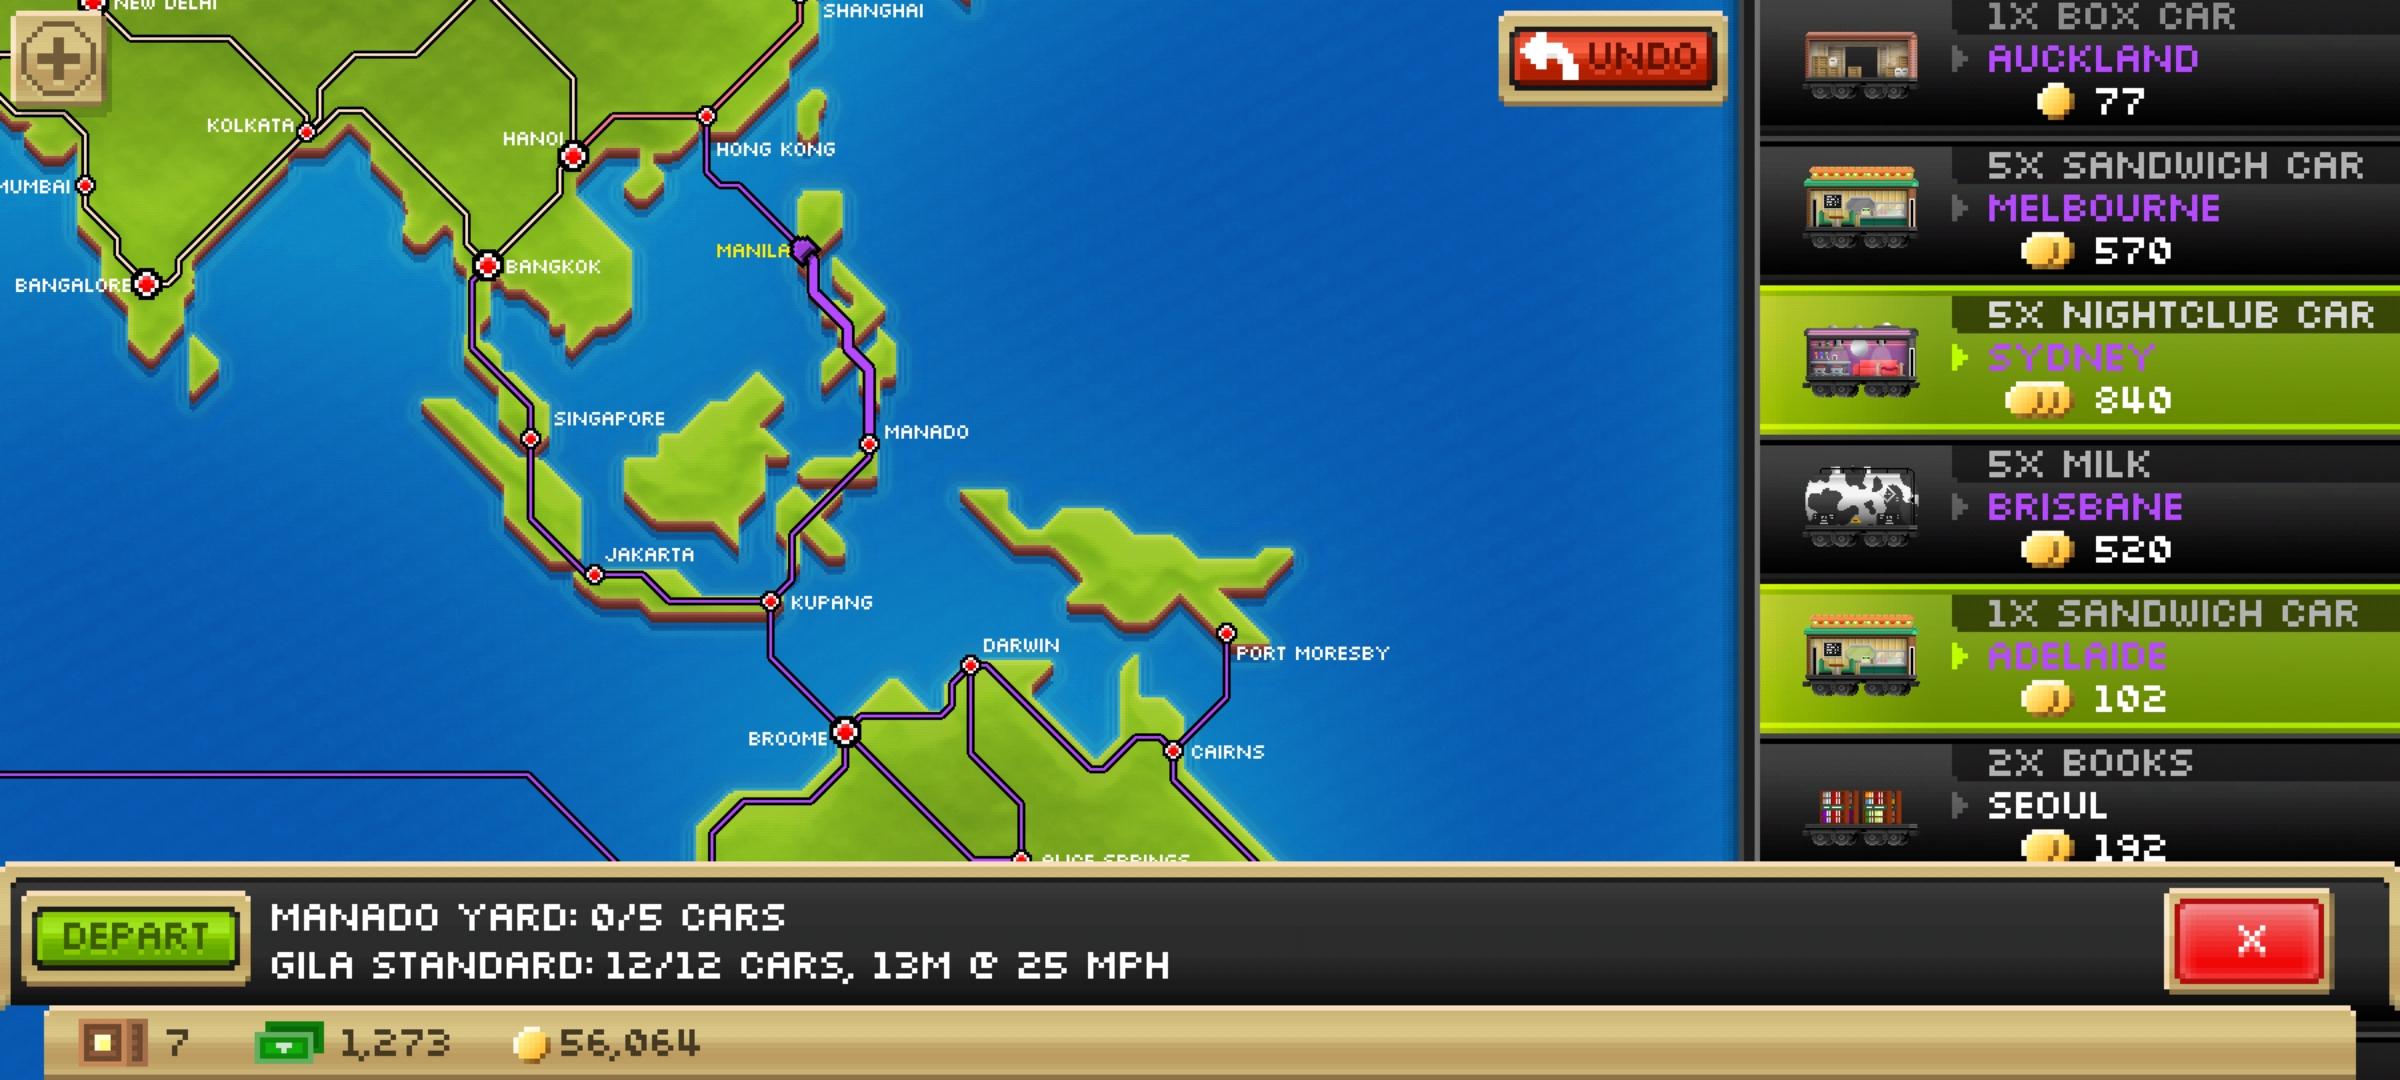 NEW DELHI
SHANGHAI
KOLKATA
HANOI
HONG KONG
MUMBAI
MANILA
BANGALORE
BANGKOK
SINGAPORE
MANADO
JAKARTA
KUPANG
DARWIN
PORT MORESBY
BROOME
CAIRNS
ALICE SPRINGS
UNDO
1X BOX CAR
AUCKLAND
77
5X SANDWICH CAR
MELBOURNE
570
5X NIGHTCLUB CAR
SYDNEY
840
5X MILK
BRISBANE
520
1X SANDWICH CAR
ADELAIDE
102
2X BOOKS
SEOUL
192
DEPART
MANADO YARD: 0/5 CARS
GILA STANDARD: 12/12 CARS, 13M @ 25 MPH
X
7
1,273
56,064